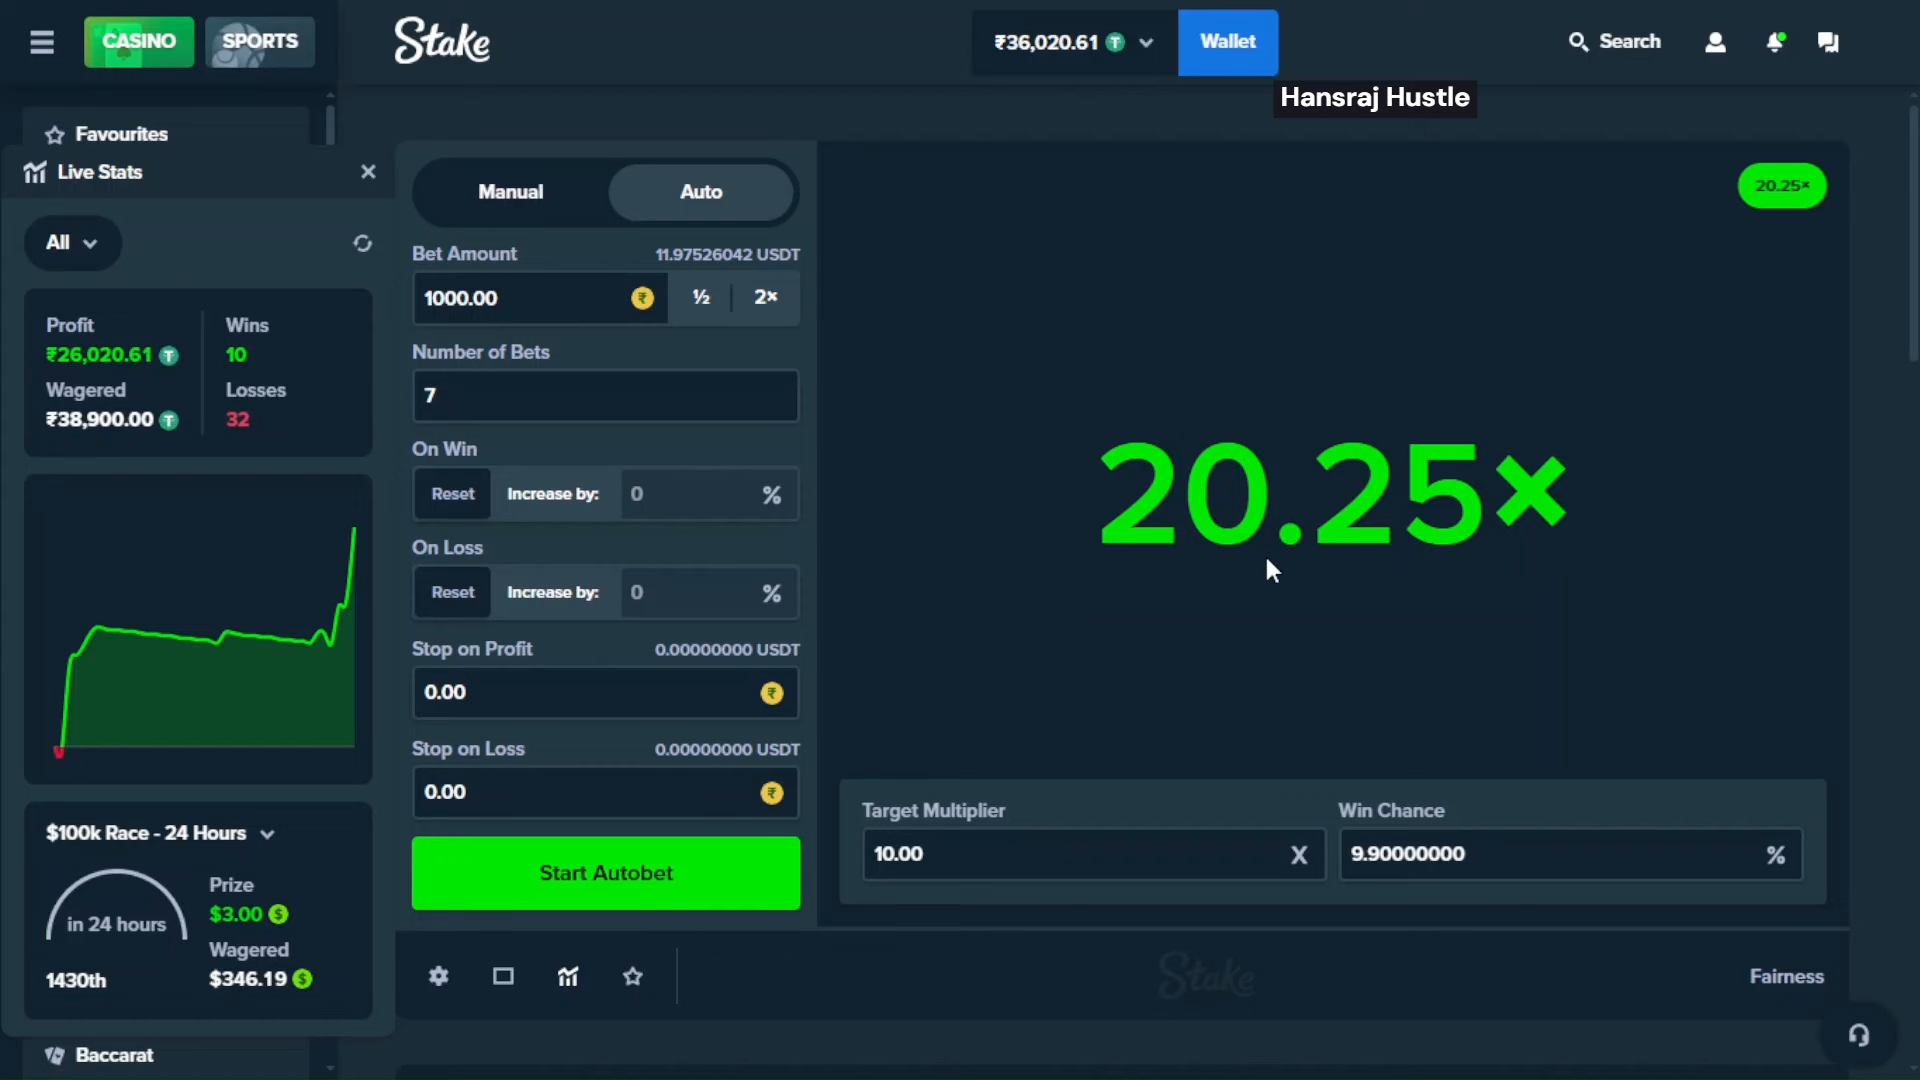 CASINO SPORTS Stake ₹36,020.61 Wallet Search
Hansraj Hustle
Favourites
Live Stats
All
Profit Wins
₹26,020.61 10
Wagered Losses
₹38,900.00 32
$100k Race - 24 Hours
in 24 hours
1430th
Prize
$3.00
Wagered
$346.19
Baccarat
Manual Auto
Bet Amount 11.97526042 USDT
1000.00 ₹ ½ 2×
Number of Bets
7
On Win
Reset Increase by: 0 %
On Loss
Reset Increase by: 0 %
Stop on Profit 0.00000000 USDT
0.00 ₹
Stop on Loss 0.00000000 USDT
0.00 ₹
Start Autobet
20.25×
20.25×
Target Multiplier Win Chance
10.00 X 9.90000000 %
Stake
Fairness